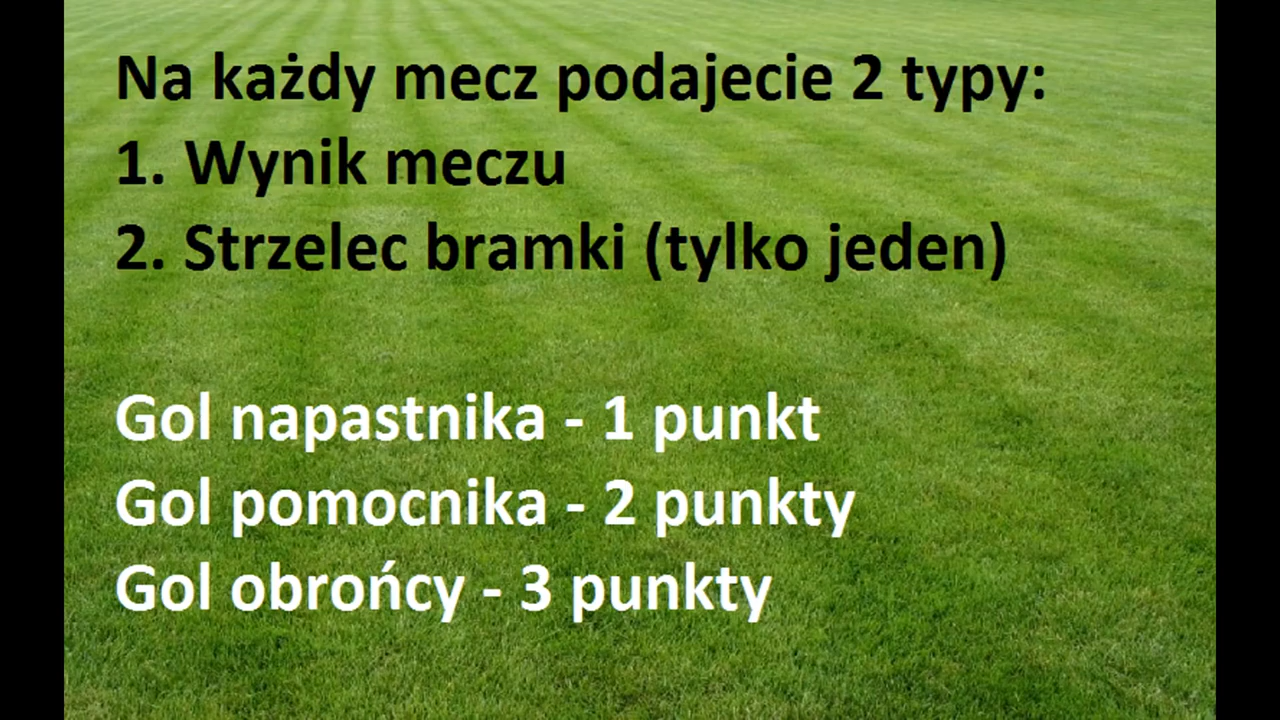 Na każdy mecz podajecie 2 typy:
1. Wynik meczu
2. Strzelec bramki (tylko jeden)
Gol napastnika - 1 punkt
Gol pomocnika - 2 punkty
Gol obrońcy - 3 punkty